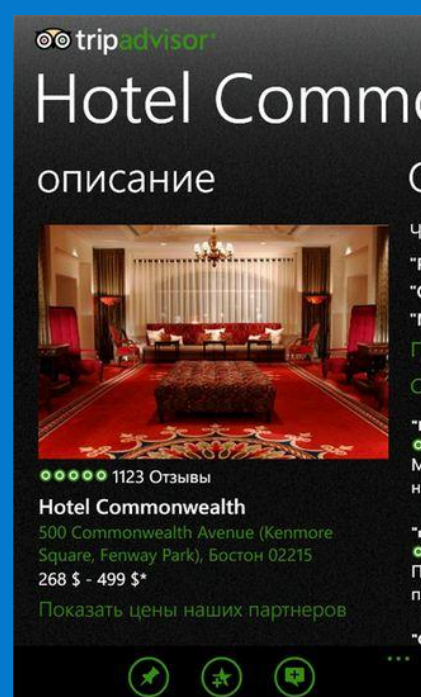 tripadvisor
Hotel Comm
описание
1123 Отзывы
Hotel Commonwealth
500 Commonwealth Avenue (Kenmore
Square, Fenway Park), Бостон 02215
268 $ - 499 $*
Показать цены наших партнеров